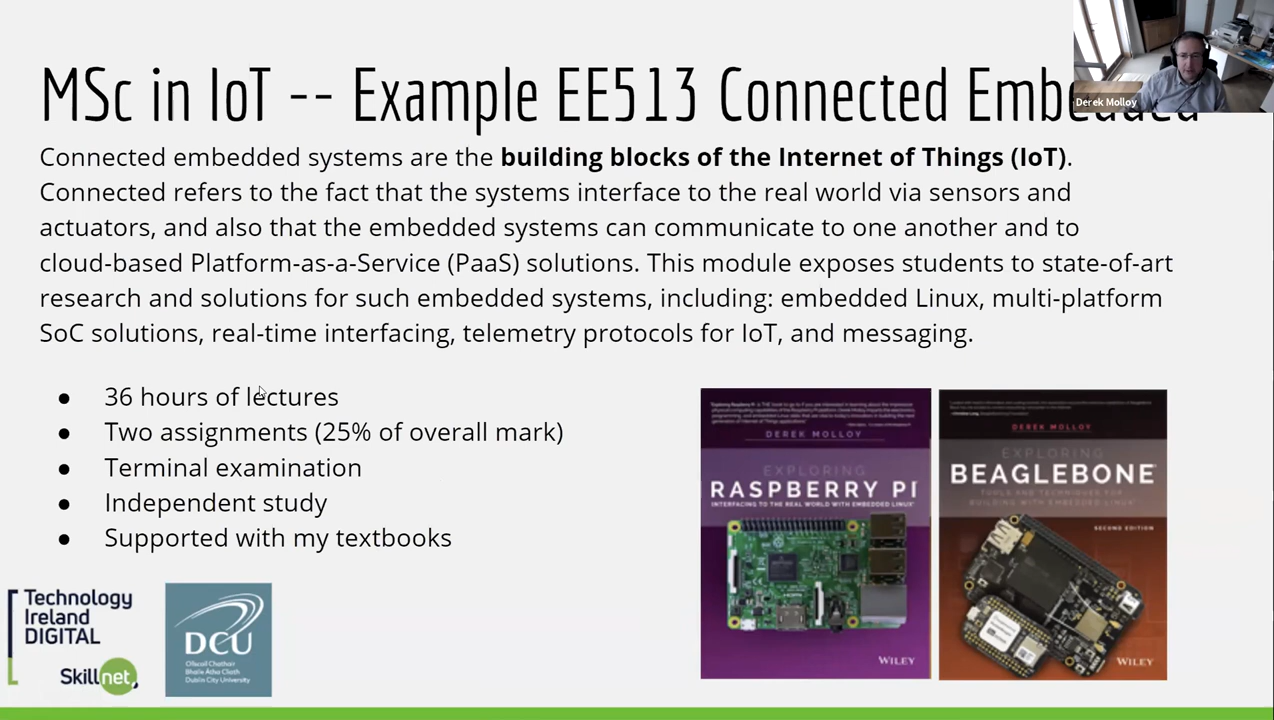 MSc in IoT -- Example EE513 Connected Embedded
Derek Molloy
Connected embedded systems are the building blocks of the Internet of Things (IoT).
Connected refers to the fact that the systems interface to the real world via sensors and
actuators, and also that the embedded systems can communicate to one another and to
cloud-based Platform-as-a-Service (PaaS) solutions. This module exposes students to state-of-art
research and solutions for such embedded systems, including: embedded Linux, multi-platform
SoC solutions, real-time interfacing, telemetry protocols for IoT, and messaging.
● 36 hours of lectures
● Two assignments (25% of overall mark)
● Terminal examination
● Independent study
● Supported with my textbooks
DEREK MOLLOY
EXPLORING
RASPBERRY PI
INTERFACING TO THE REAL WORLD WITH EMBEDDED LINUX
WILEY
DEREK MOLLOY
EXPLORING
BEAGLEBONE
TOOLS AND TECHNIQUES FOR
BUILDING WITH EMBEDDED LINUX
SECOND EDITION
WILEY
Technology
Ireland
DIGITAL
Skillnet
DCU
Ollscoil Chathair
Bhaile Átha Cliath
Dublin City University